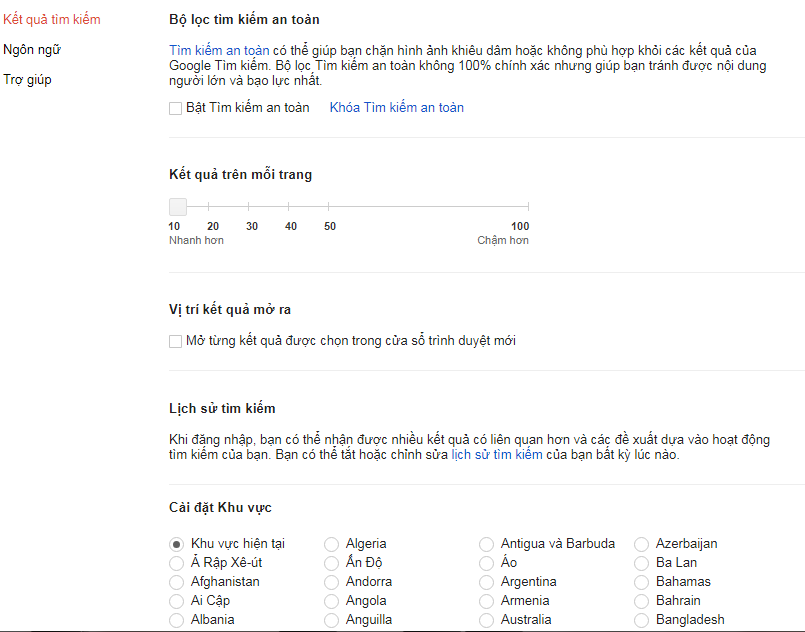 Kết quả tìm kiếm
Ngôn ngữ
Trợ giúp
Bộ lọc tìm kiếm an toàn
Tìm kiếm an toàn có thể giúp bạn chặn hình ảnh khiêu dâm hoặc không phù hợp khỏi các kết quả của
Google Tìm kiếm. Bộ lọc Tìm kiếm an toàn không 100% chính xác nhưng giúp bạn tránh được nội dung
người lớn và bạo lực nhất.
Bật Tìm kiếm an toàn Khóa Tìm kiếm an toàn
Kết quả trên mỗi trang
10 20 30 40 50 100
Nhanh hơn Chậm hơn
Vị trí kết quả mở ra
Mở từng kết quả được chọn trong cửa sổ trình duyệt mới
Lịch sử tìm kiếm
Khi đăng nhập, bạn có thể nhận được nhiều kết quả có liên quan hơn và các đề xuất dựa vào hoạt động
tìm kiếm của bạn. Bạn có thể tắt hoặc chỉnh sửa lịch sử tìm kiếm của bạn bất kỳ lúc nào.
Cài đặt Khu vực
Khu vực hiện tại Algeria Antigua và Barbuda Azerbaijan
Ả Rập Xê-út Ấn Độ Áo Ba Lan
Afghanistan Andorra Argentina Bahamas
Ai Cập Angola Armenia Bahrain
Albania Anguilla Australia Bangladesh